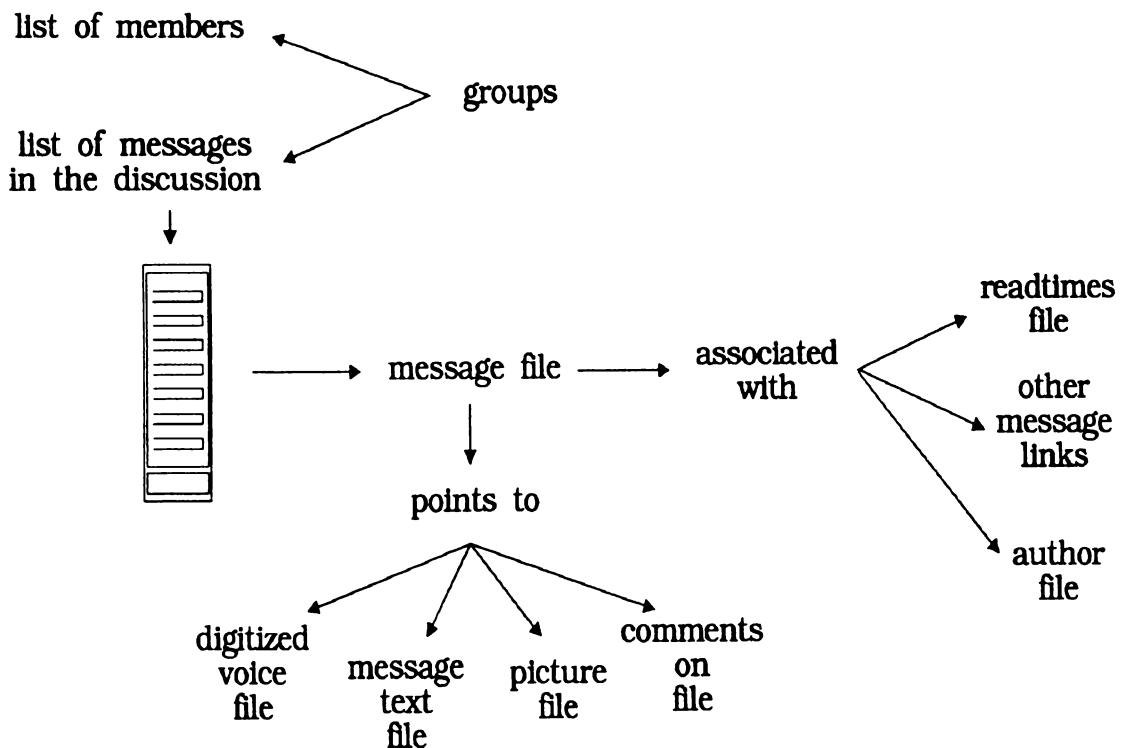 list of members
groups
list of messages
in the discussion
message file
associated
with
readtimes
file
other
message
links
author
file
points to
digitized
voice
file
message
text
file
picture
file
comments
on
file